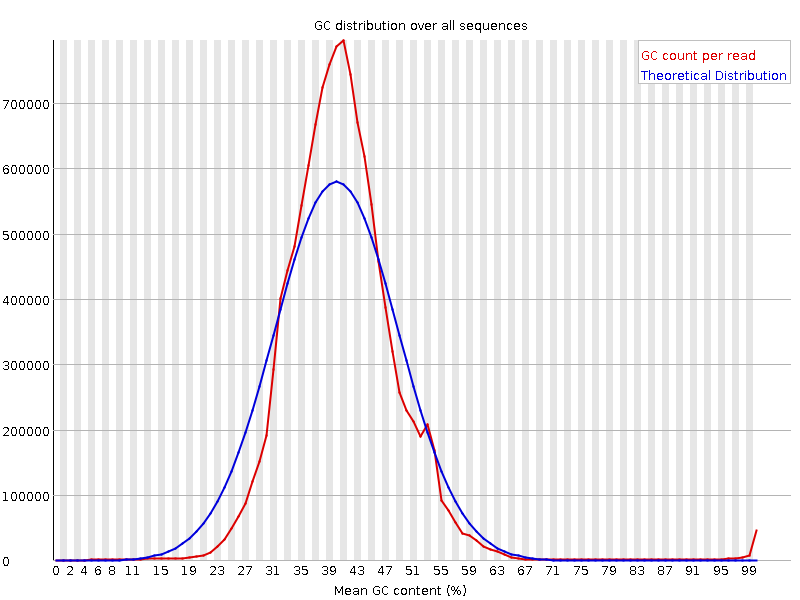 GC distribution over all sequences
GC count per read
Theoretical Distribution
700000
600000
500000
400000
300000
200000
100000
0
0 2 4 6 8 11 15 19 23 27 31 35 39 43 47 51 55 59 63 67 71 75 79 83 87 91 95 99
Mean GC content (%)